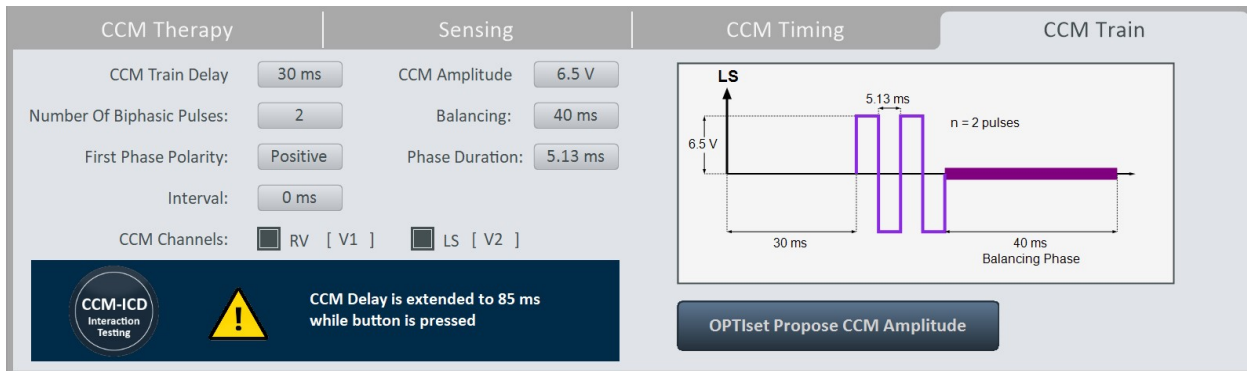 CCM Therapy
Sensing
CCM Timing
CCM Train
CCM Train Delay 30 ms CCM Amplitude 6.5 V
Number Of Biphasic Pulses: 2 Balancing: 40 ms
First Phase Polarity: Positive Phase Duration: 5.13 ms
Interval: 0 ms
CCM Channels: RV [ V1 ] LS [ V2 ]
CCM-ICD
Interaction
Testing
!
CCM Delay is extended to 85 ms
while button is pressed
LS
5.13 ms
n = 2 pulses
6.5 V
30 ms
40 ms
Balancing Phase
OPTIset Propose CCM Amplitude